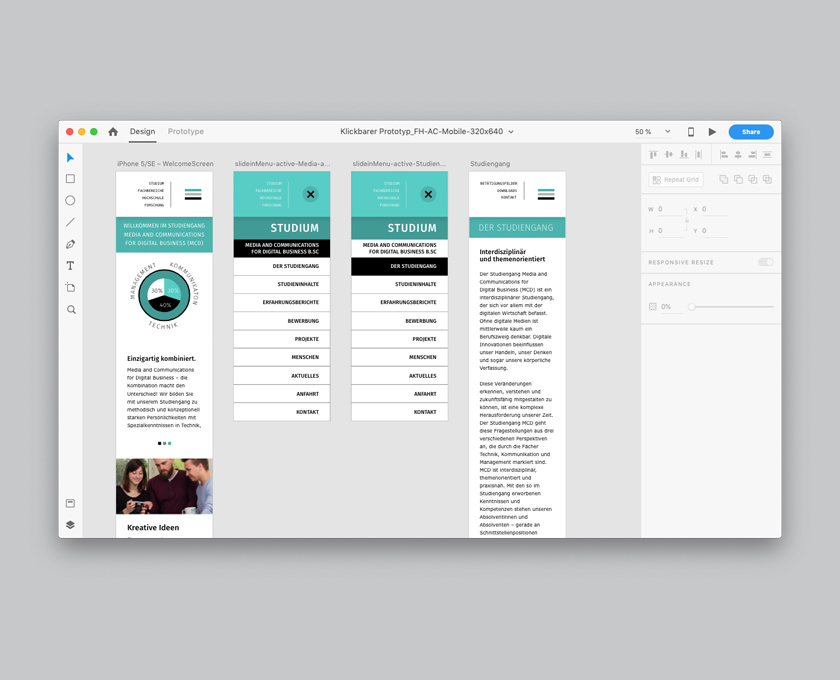 Design
Prototype
Klickbarer Prototyp_FH-AC-Mobile-320x640
50 %
Share
iPhone 5/SE – WelcomeScreen
STUDIUM
FACHBEREICHE
HOCHSCHULE
FORSCHUNG
WILLKOMMEN IM STUDIENGANG
MEDIA AND COMMUNICATIONS
FOR DIGITAL BUSINESS (MCD)
MANAGEMENT
KOMMUNIKATION
TECHNIK
30%
30%
40%
Einzigartig kombiniert.
Media and Communications
for Digital Business – die
Kombination macht den
Unterschied! Wir bilden Sie
mit unserem Studiengang zu
methodisch und konzeptionell
starken Persönlichkeiten mit
Spezialkenntnissen in Technik,
Kreative Ideen
slideinMenu-active-Media-a...
STUDIUM
FACHBEREICHE
HOCHSCHULE
FORSCHUNG
STUDIUM
MEDIA AND COMMUNICATIONS
FOR DIGITAL BUSINESS B.SC
DER STUDIENGANG
STUDIENINHALTE
ERFAHRUNGSBERICHTE
BEWERBUNG
PROJEKTE
MENSCHEN
AKTUELLES
ANFAHRT
KONTAKT
slideinMenu-active-Studien...
STUDIUM
FACHBEREICHE
HOCHSCHULE
FORSCHUNG
STUDIUM
MEDIA AND COMMUNICATIONS
FOR DIGITAL BUSINESS B.SC
DER STUDIENGANG
STUDIENINHALTE
ERFAHRUNGSBERICHTE
BEWERBUNG
PROJEKTE
MENSCHEN
AKTUELLES
ANFAHRT
KONTAKT
Studiengang
BETÄTIGUNGSFELDER
DOWNLOADS
KONTAKT
DER STUDIENGANG
Interdisziplinär
und themenorientiert
Der Studiengang Media and
Communications for
Digital Business (MCD) ist ein
interdisziplinärer Studiengang,
der sich vor allem mit der
digitalen Wirtschaft befasst.
Ohne digitale Medien ist
mittlerweile kaum ein
Berufszweig denkbar. Digitale
Innovationen beeinflussen
unser Handeln, unser Denken
und sogar unsere körperliche
Verfassung.
Diese Veränderungen
erkennen, verstehen und
zukunftsfähig mitgestalten zu
können, ist eine komplexe
Herausforderung unserer Zeit.
Der Studiengang MCD geht
diese Fragestellungen aus drei
verschiedenen Perspektiven
an, die durch die Fächer
Technik, Kommunikation und
Management markiert sind.
MCD ist interdisziplinär,
themenorientiert und
praxisnah. Mit den so im
Studiengang erworbenen
Kenntnissen und
Kompetenzen stehen unseren
Absolventinnen und
Absolventen – gerade an
Schnittstellenpositionen
Repeat Grid
W 0 X 0
H 0 Y 0
RESPONSIVE RESIZE
APPEARANCE
0%